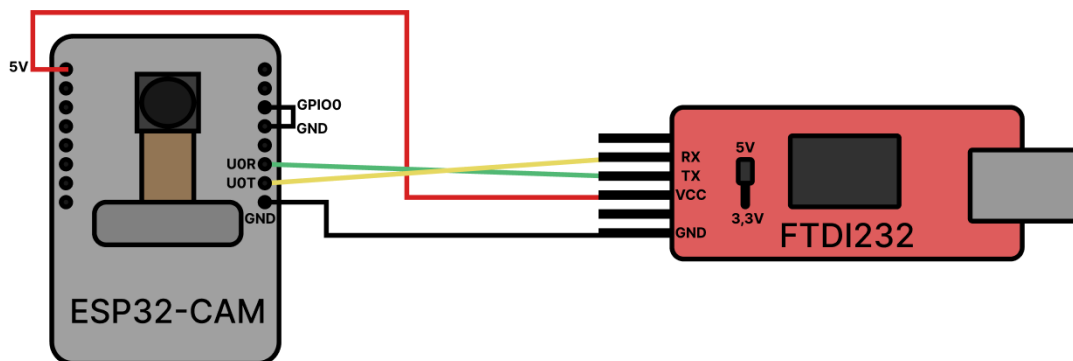 5V
GPIO0
GND
U0R
U0T
GND
ESP32-CAM
RX
TX
VCC
GND
5V
3,3V
FTDI232